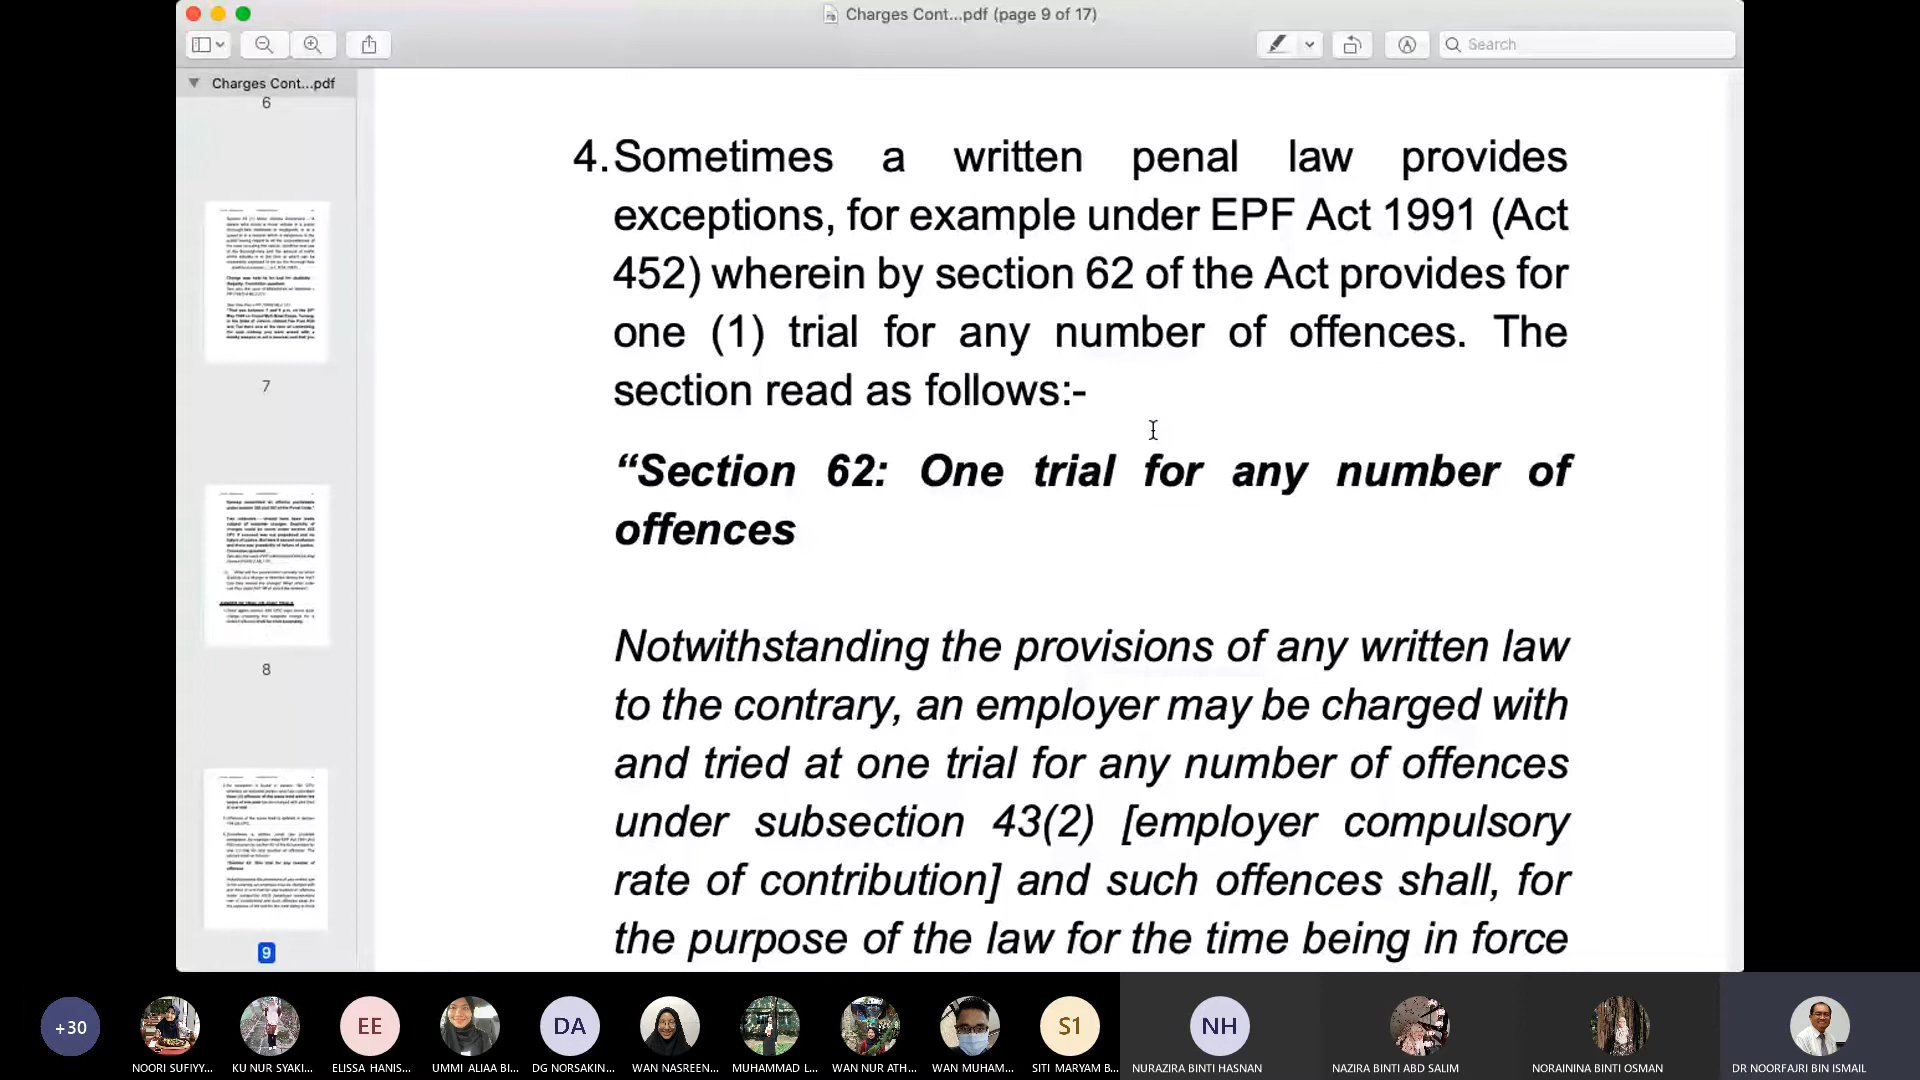 Charges Cont...pdf (page 9 of 17)
Search
Charges Cont...pdf
6
7
8
9
4. Sometimes a written penal law provides
exceptions, for example under EPF Act 1991 (Act
452) wherein by section 62 of the Act provides for
one (1) trial for any number of offences. The
section read as follows:-
“Section 62: One trial for any number of
offences
Notwithstanding the provisions of any written law
to the contrary, an employer may be charged with
and tried at one trial for any number of offences
under subsection 43(2) [employer compulsory
rate of contribution] and such offences shall, for
the purpose of the law for the time being in force
+30
EE
DA
S1
NH
NOORI SUFIYY...
KU NUR SYAKI...
ELISSA HANIS...
UMMI ALIAA BI...
DG NORSAKIN...
WAN NASREEN...
MUHAMMAD L...
WAN NUR ATH...
WAN MUHAM...
SITI MARYAM B...
NURAZIRA BINTI HASNAN
NAZIRA BINTI ABD SALIM
NORAININA BINTI OSMAN
DR NOORFAJRI BIN ISMAIL